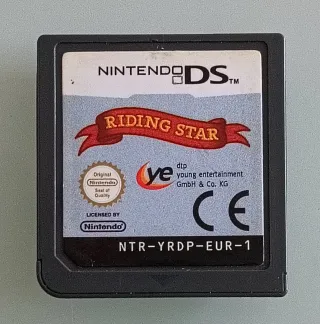 NINTENDO DS™
RIDING STAR
Original
Nintendo
Seal of
Quality
ye
dtp
young entertainment
GmbH & Co. KG
CE
LICENSED BY
Nintendo
NTR-YRDP-EUR-1